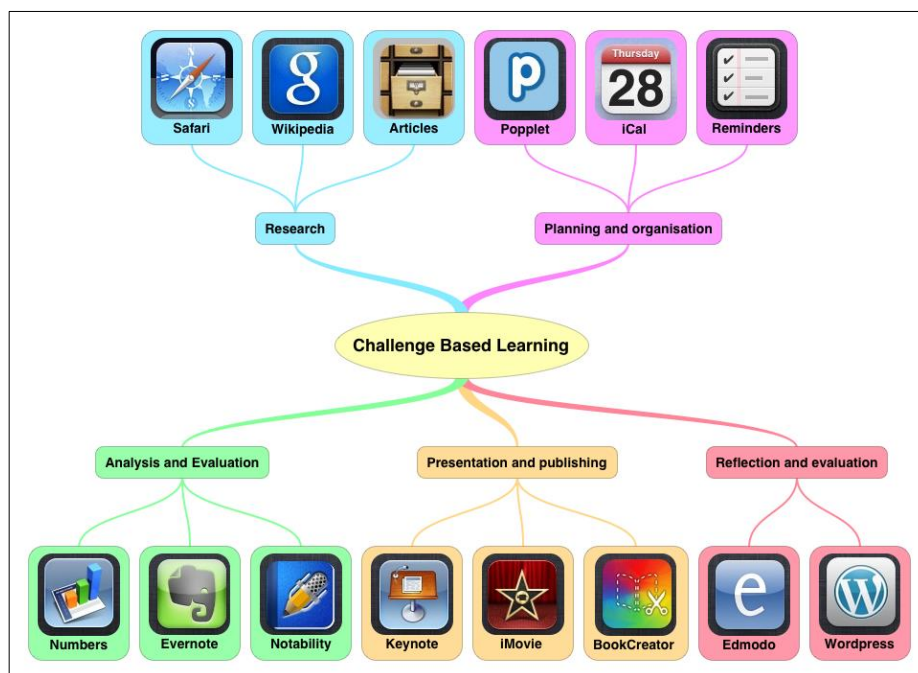 Thursday
28
g
p
Safari
Wikipedia
Articles
Popplet
iCal
Reminders
Research
Planning and organisation
Challenge Based Learning
Analysis and Evaluation
Presentation and publishing
Reflection and evaluation
e
W
Numbers
Evernote
Notability
Keynote
iMovie
BookCreator
Edmodo
Wordpress